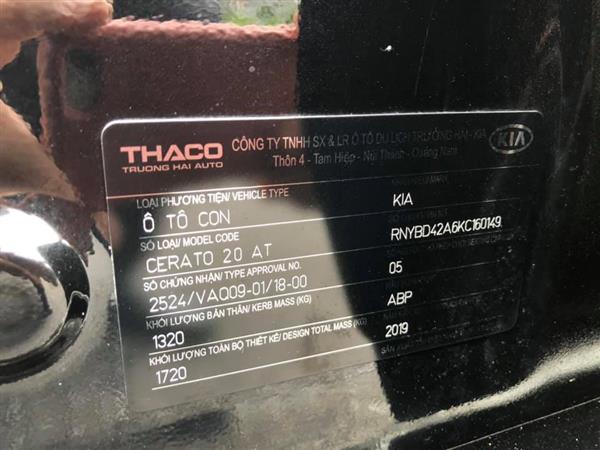 THACO
TRUONG HAI AUTO
CÔNG TY TNHH SX & LR Ô TÔ DU LỊCH TRƯỜNG HẢI - KIA
Thôn 4 - Tam Hiệp - Núi Thành - Quảng Nam
KIA
LOẠI PHƯƠNG TIỆN/ VEHICLE TYPE
Ô TÔ CON
KIA
SỐ LOẠI/ MODEL CODE
CERATO 2.0 AT
RNYBD42A6KC160149
SỐ CHỨNG NHẬN/ TYPE APPROVAL NO.
2524/VAQ09-01/18-00
05
KHỐI LƯỢNG BẢN THÂN/ KERB MASS (KG)
1320
ABP
KHỐI LƯỢNG TOÀN BỘ THIẾT KẾ/ DESIGN TOTAL MASS (KG)
1720
2019